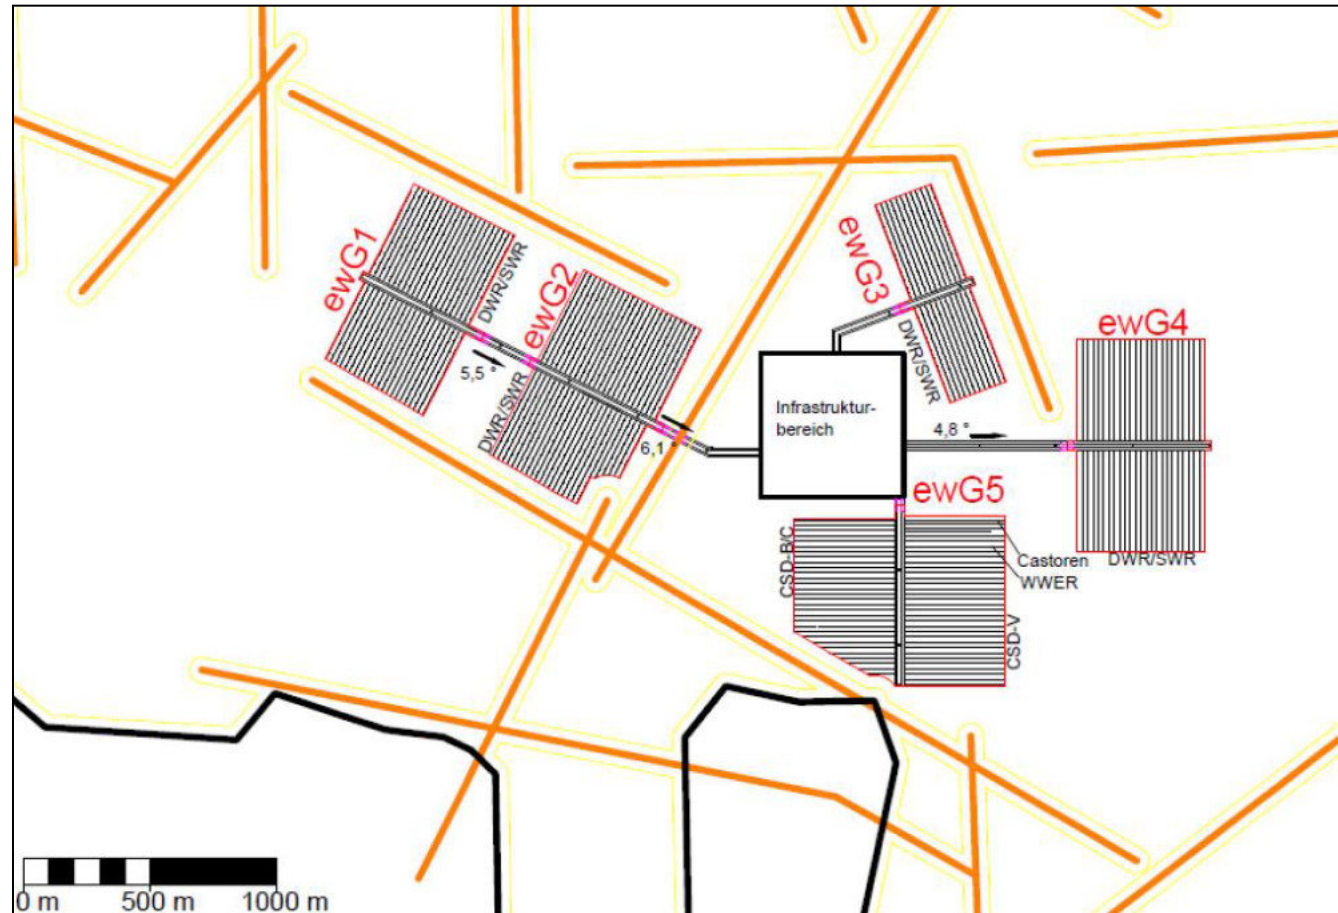 ewG1
DWR/SWR
ewG2
5,5 °
DWR/SWR
6,1 °
ewG3
DWR/SWR
ewG4
Infrastruktur-
bereich
4,8 °
DWR/SWR
ewG5
CSD-B/C
Castoren
WWER
CSD-V
0 m
500 m
1000 m